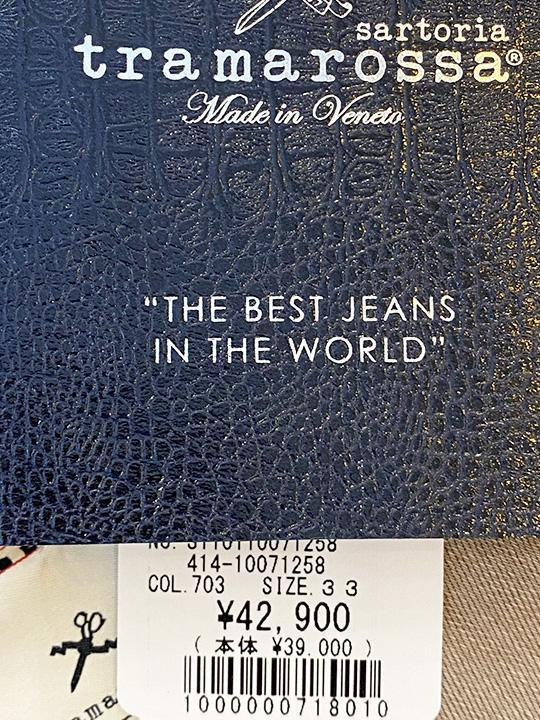 sartoria
tramarossa®
Made in Veneto
“THE BEST JEANS
IN THE WORLD”
414-10071258
COL.703 SIZE.33
¥42,900
( 本体 ¥39.000 )
1000000718010